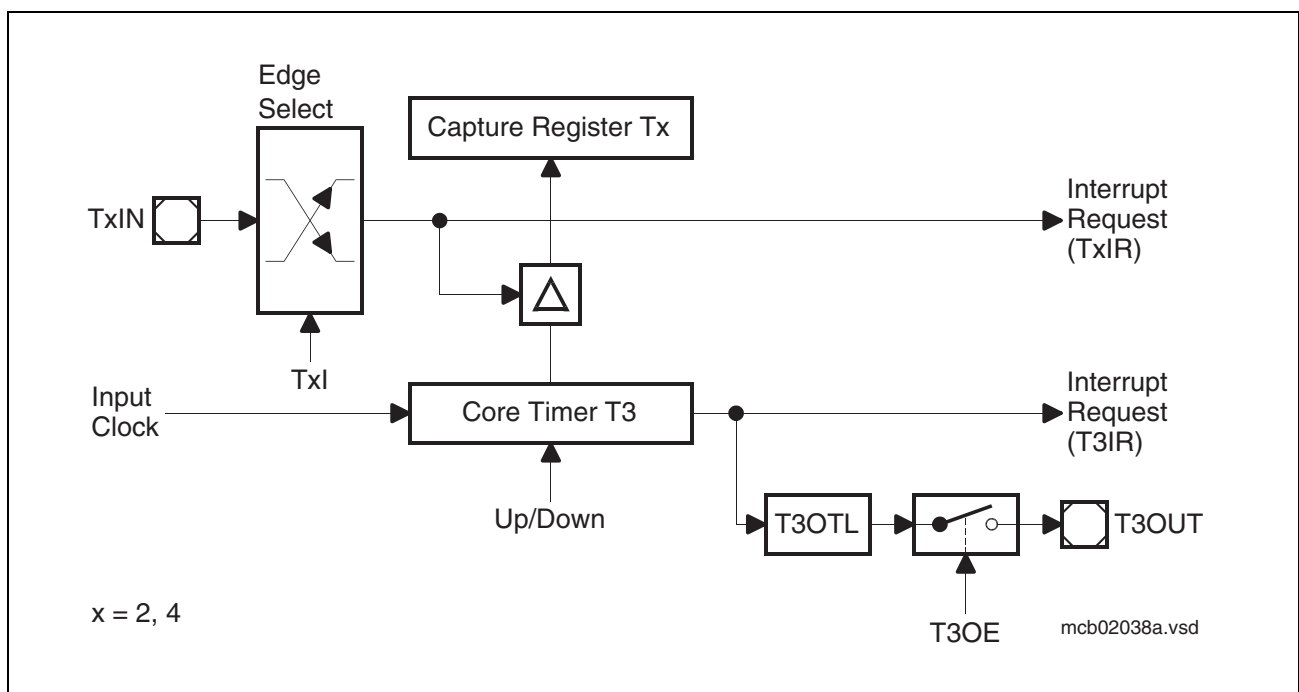 Edge
Select
Capture Register Tx
TxIN
Interrupt
Request
(TxIR)
TxI
Input
Clock
Core Timer T3
Interrupt
Request
(T3IR)
Up/Down
T3OTL
T3OUT
x = 2, 4
T3OE
mcb02038a.vsd